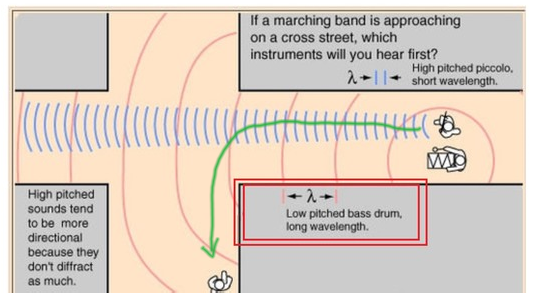 If a marching band is approaching
on a cross street, which
instruments will you hear first?
λ
High pitched piccolo,
short wavelength.
λ
Low pitched bass drum,
long wavelength.
High pitched
sounds tend
to be more
directional
because they
don't diffract
as much.